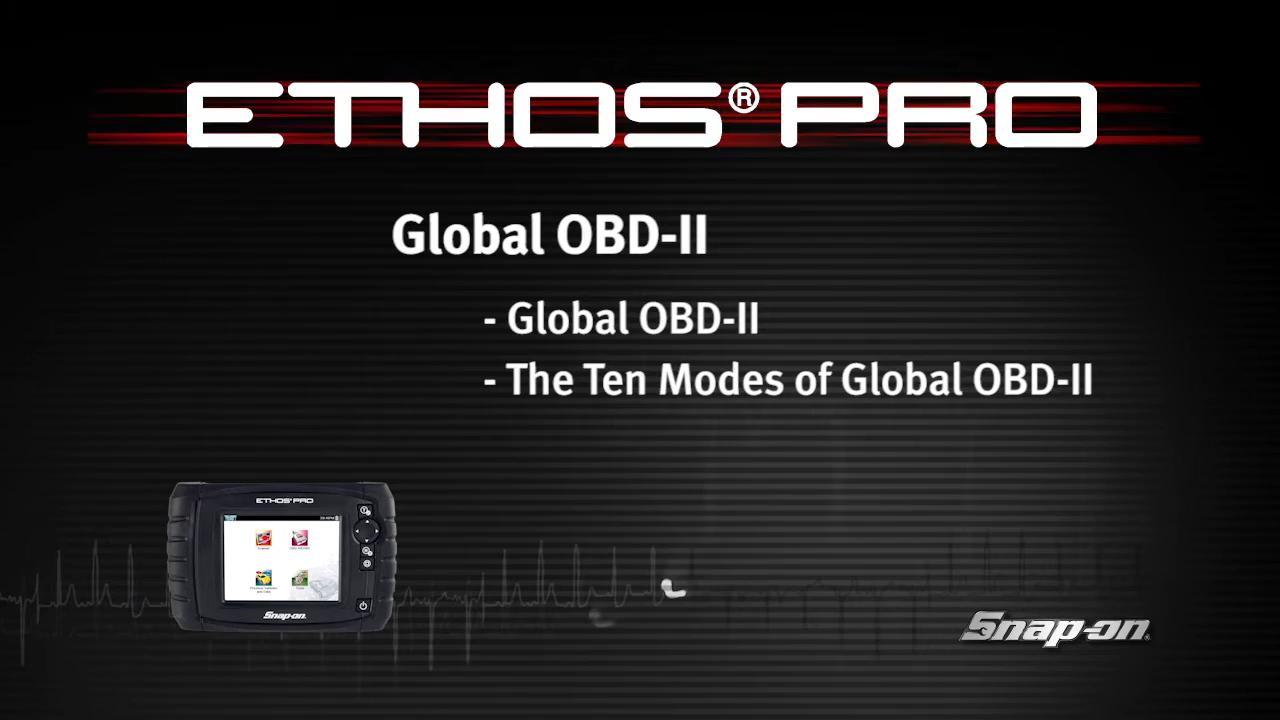 ETHOS® PRO
Global OBD-II
- Global OBD-II
- The Ten Modes of Global OBD-II
ETHOS® PRO
Scanner
Snap-on
Snap-on®